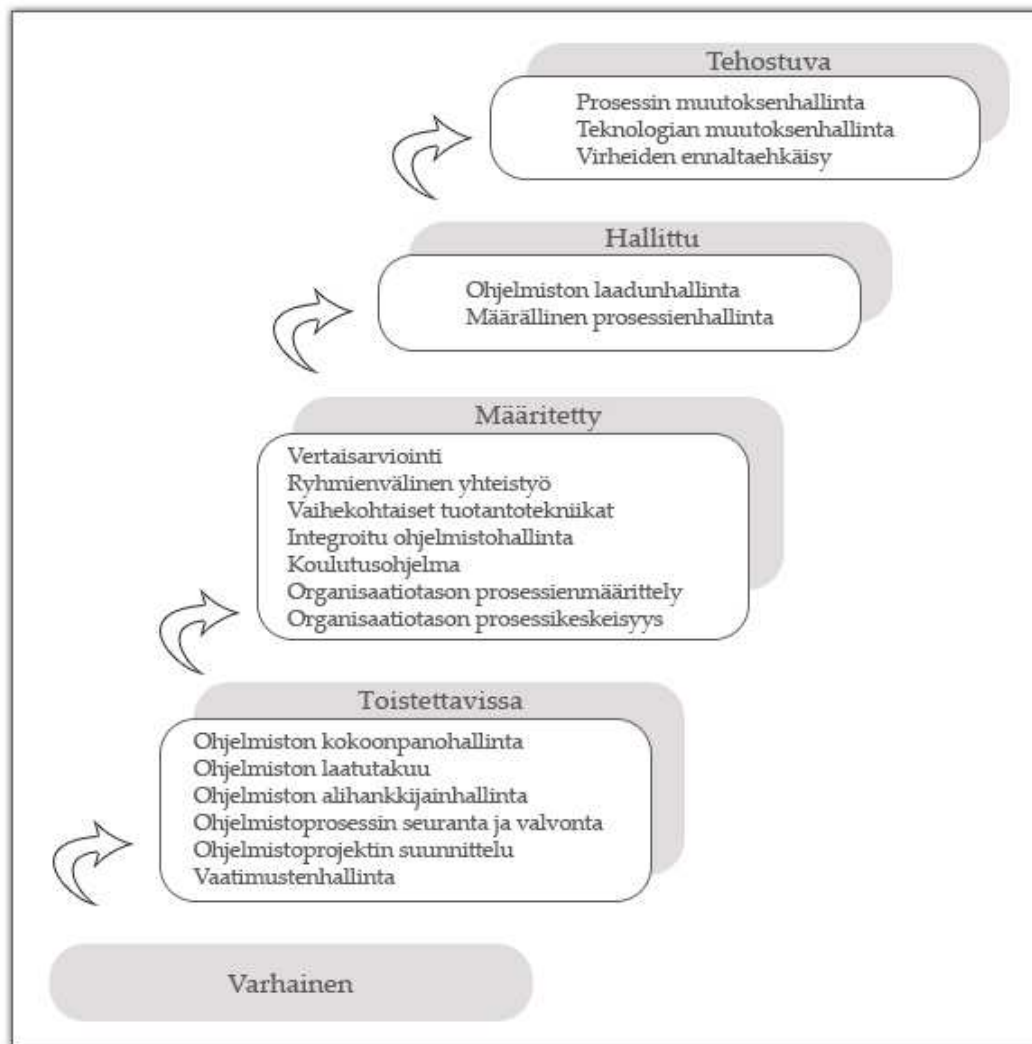 Tehostuva
Prosessin muutoksenhallinta
Teknologian muutoksenhallinta
Virheiden ennaltaehkäisy
Hallittu
Ohjelmiston laadunhallinta
Määrällinen prosessienhallinta
Määritetty
Vertaisarviointi
Ryhmienvälinen yhteistyö
Vaihekohtaiset tuotantotekniikat
Integroitu ohjelmistohallinta
Koulutusohjelma
Organisaatiotason prosessienmäärittely
Organisaatiotason prosessikeskeisyys
Toistettavissa
Ohjelmiston kokoonpanohallinta
Ohjelmiston laatutakuu
Ohjelmiston alihankkijainhallinta
Ohjelmistoprosessin seuranta ja valvonta
Ohjelmistoprojektin suunnittelu
Vaatimustenhallinta
Varhainen